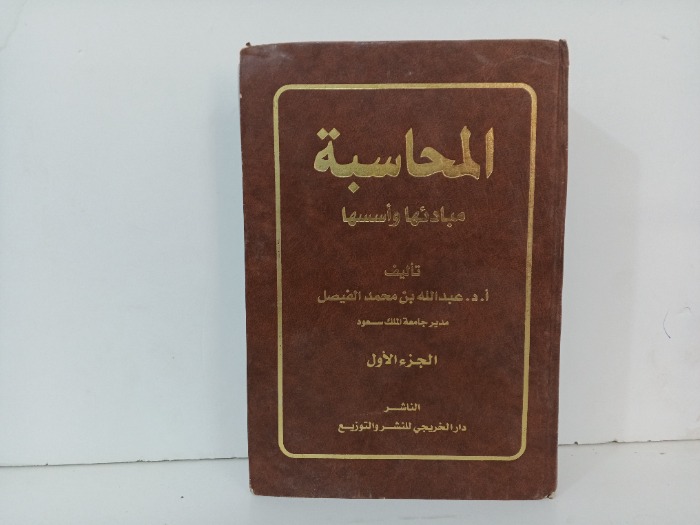 المحاسبة
مبادئها وأسسها
تأليف
أ. د. عبدالله بن محمد الفيصل
مدير جامعة الملك سعود
الجزء الأول
الناشر
دار الخريجي للنشر والتوزيع